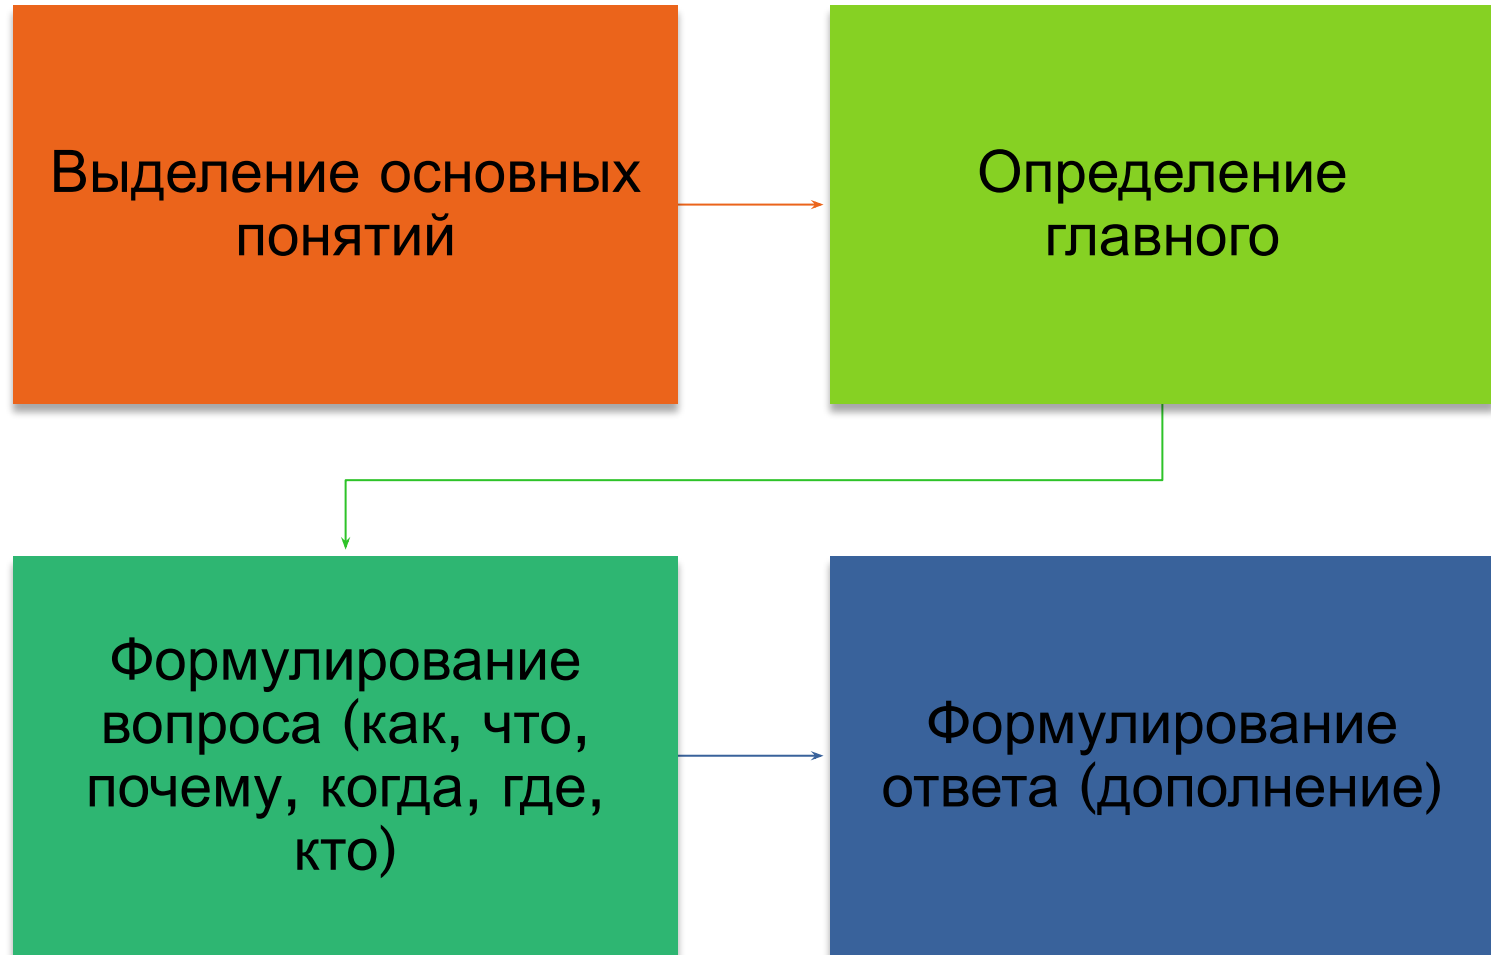 Выделение основных
понятий
Определение
главного
Формулирование
вопроса (как, что,
почему, когда, где,
кто)
Формулирование
ответа (дополнение)